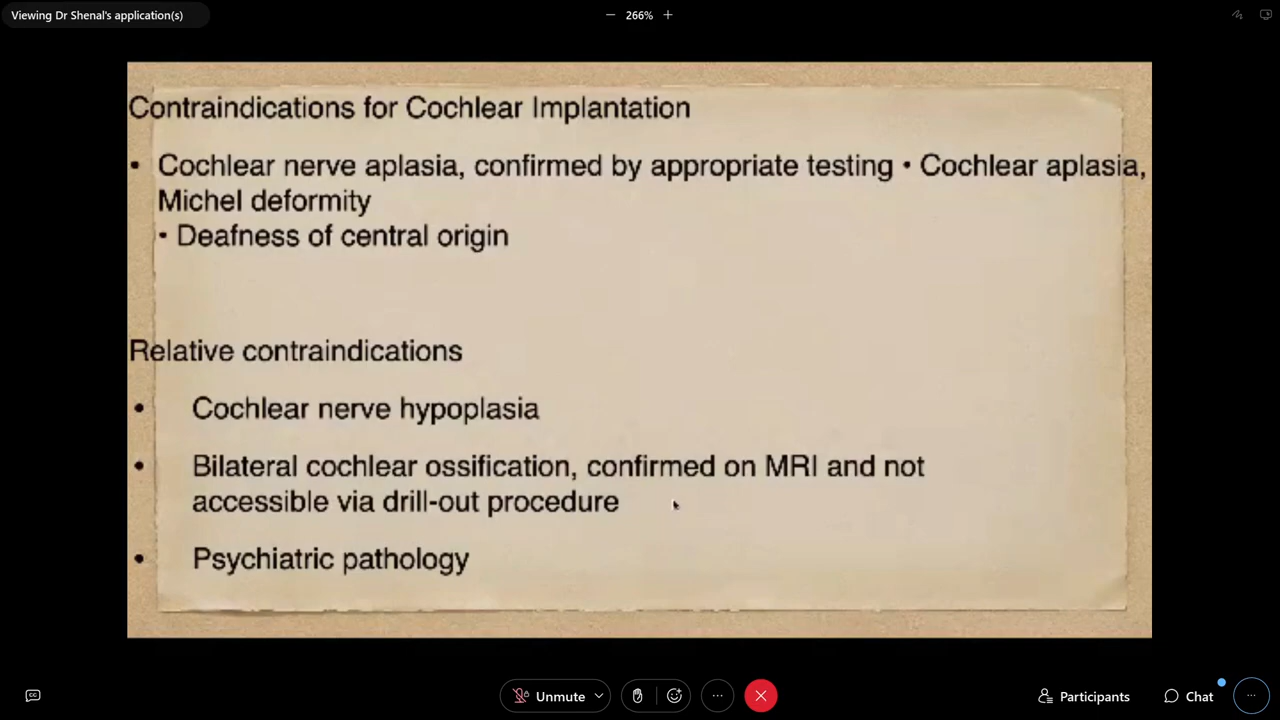 Viewing Dr Shenal's application(s)
266%
Contraindications for Cochlear Implantation
• Cochlear nerve aplasia, confirmed by appropriate testing • Cochlear aplasia,
Michel deformity
• Deafness of central origin
Relative contraindications
• Cochlear nerve hypoplasia
• Bilateral cochlear ossification, confirmed on MRI and not
accessible via drill-out procedure
• Psychiatric pathology
CC
Unmute
Participants
Chat